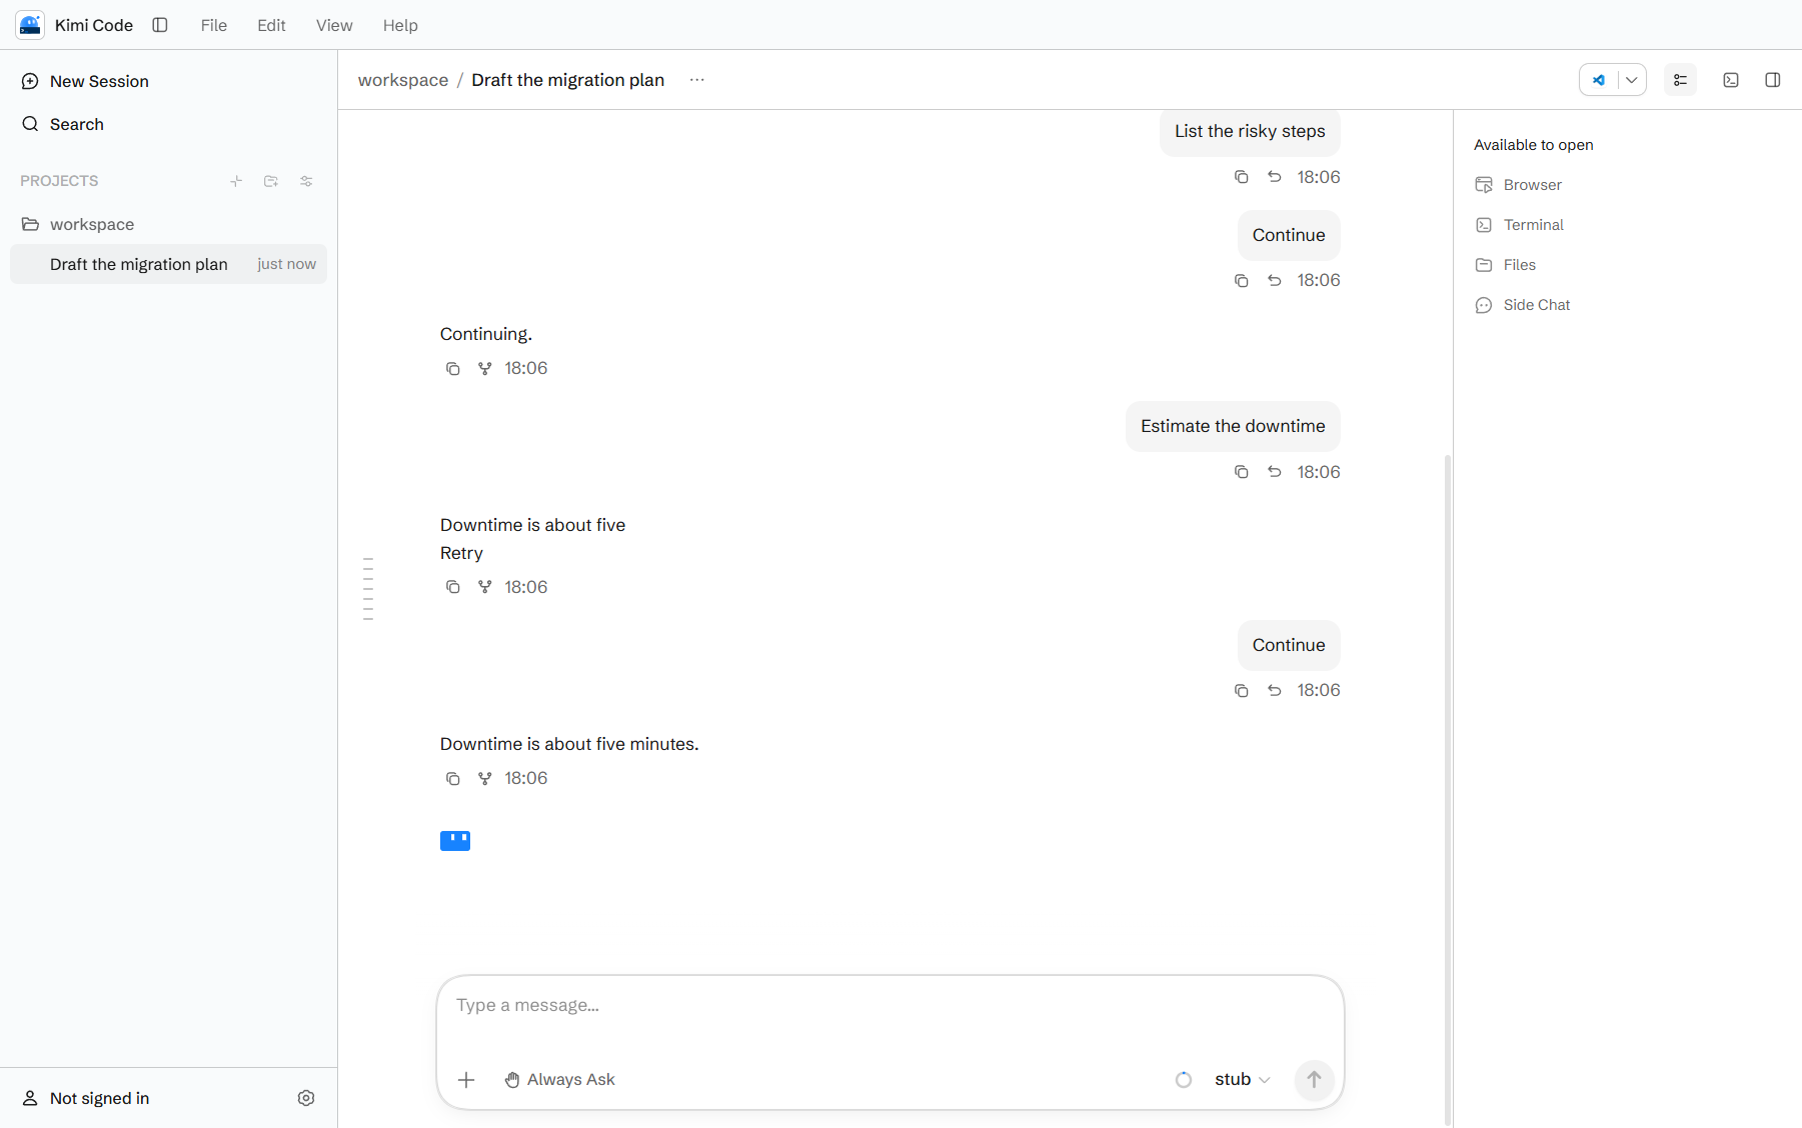 Kimi Code File Edit View Help
New Session
Search
PROJECTS
workspace
Draft the migration plan just now
Not signed in
workspace / Draft the migration plan
List the risky steps
18:06
Continue
18:06
Continuing.
18:06
Estimate the downtime
18:06
Downtime is about five
Retry
18:06
Continue
18:06
Downtime is about five minutes.
18:06
Type a message...
Always Ask
stub
Available to open
Browser
Terminal
Files
Side Chat